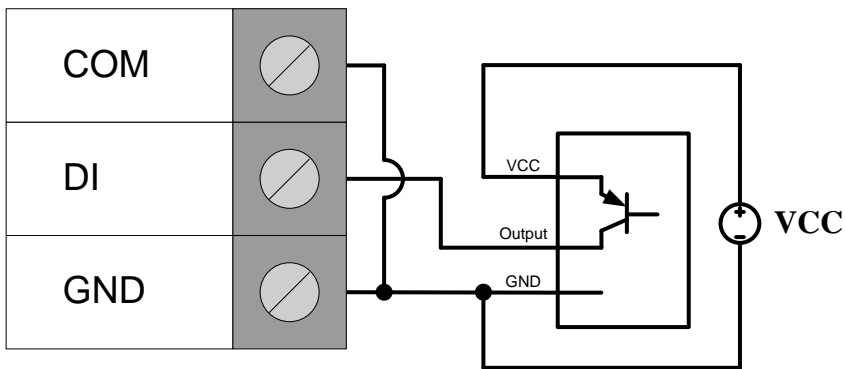 COM
VCC
DI
VCC
Output
GND
GND